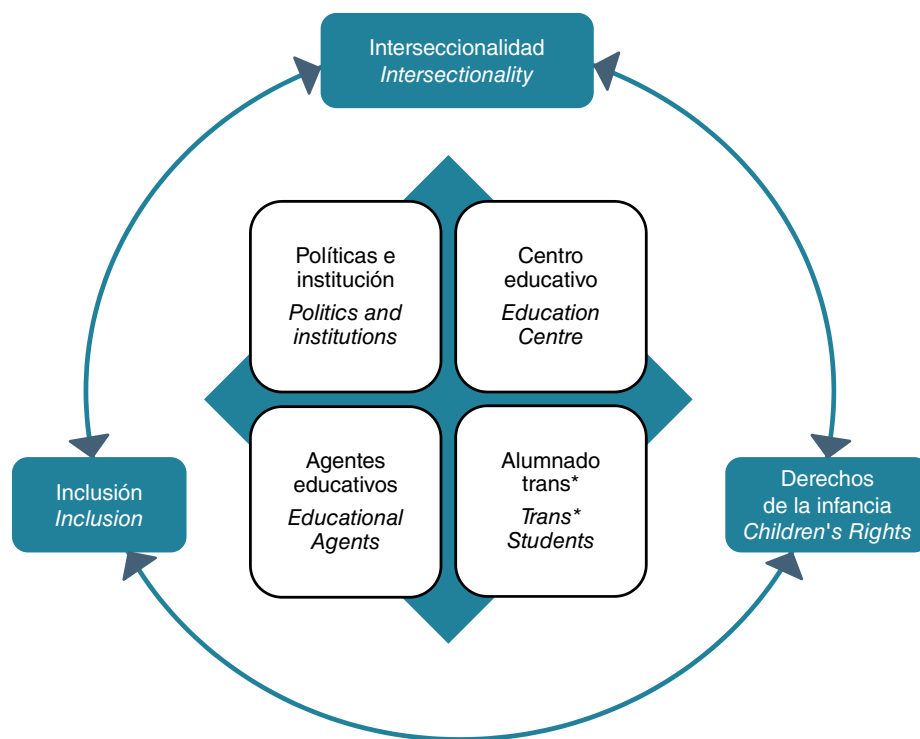 Interseccionalidad
Intersectionality
Políticas e
institución
Politics and
institutions
Centro
educativo
Education
Centre
Agentes
educativos
Educational
Agents
Alumnado
trans*
Trans*
Students
Inclusión
Inclusion
Derechos
de la infancia
Children's Rights